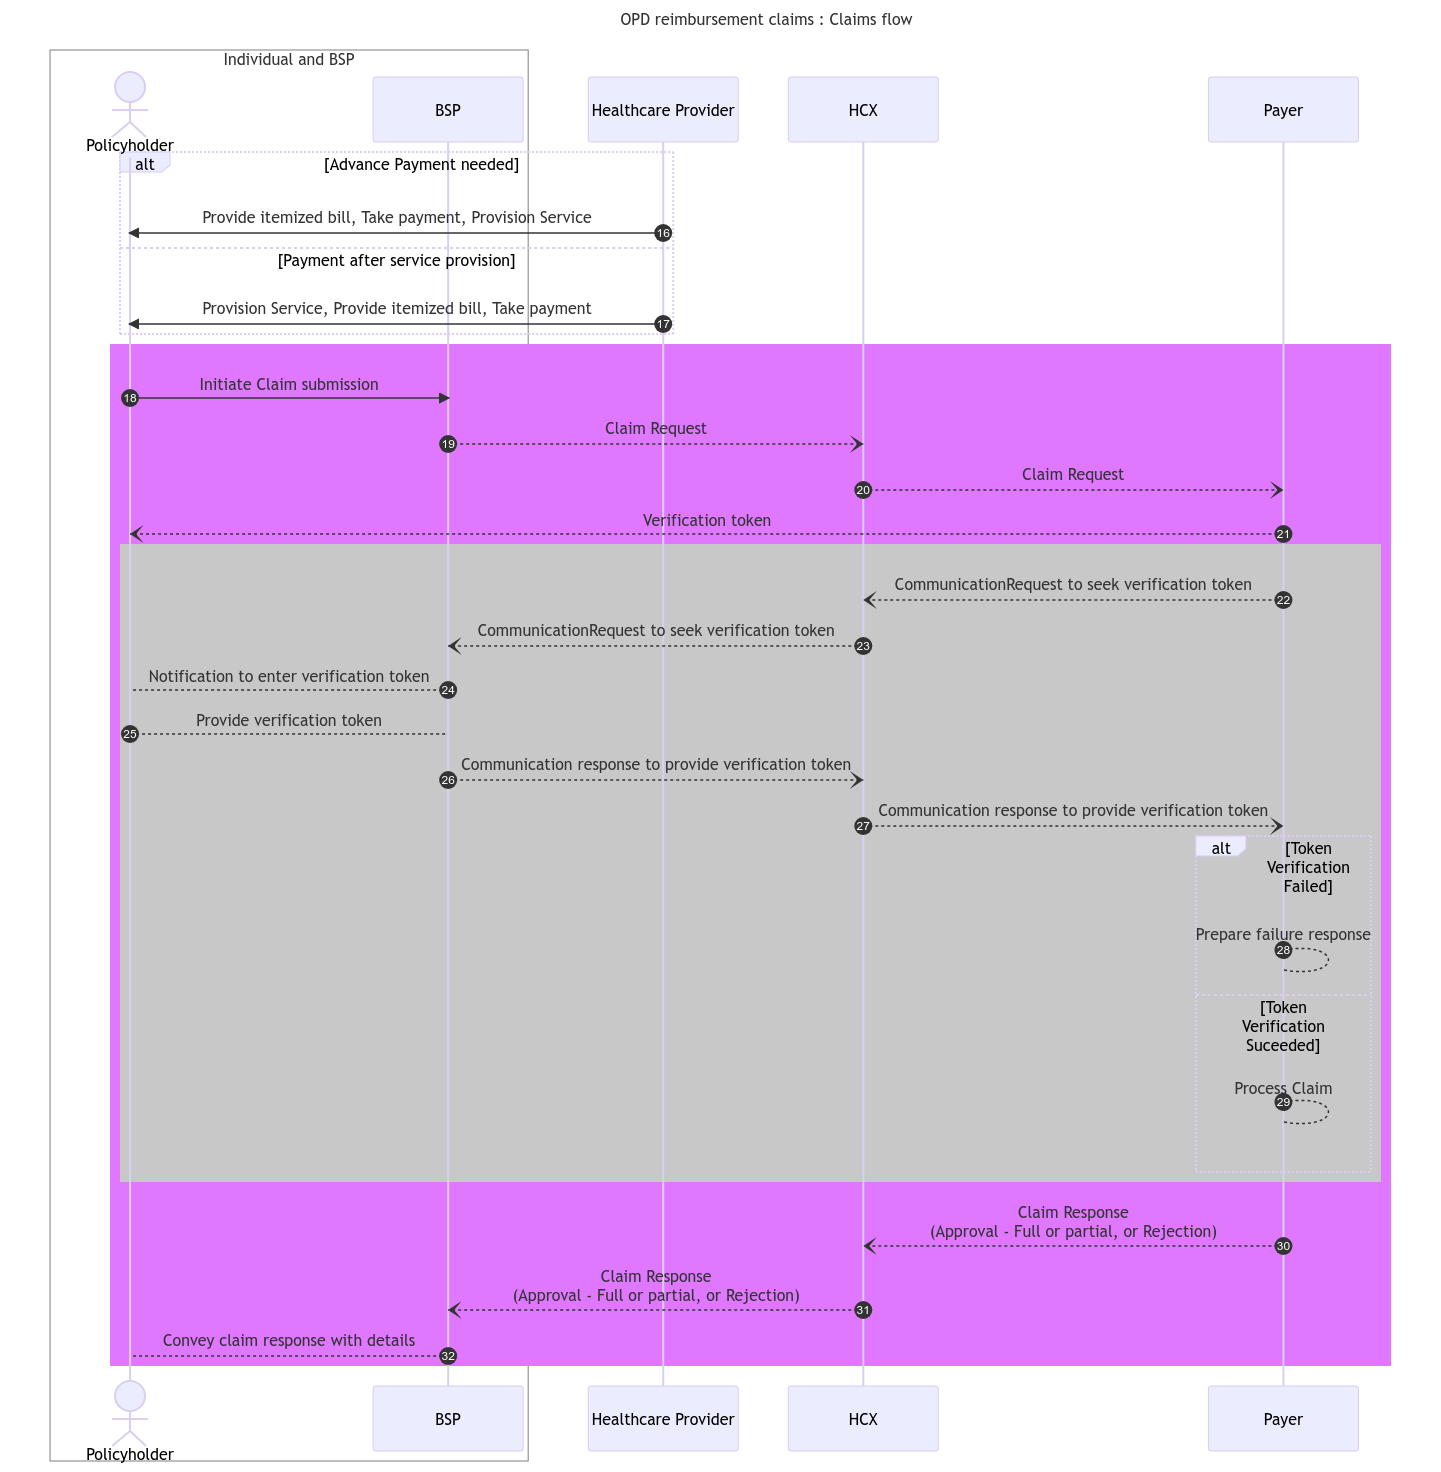 OPD reimbursement claims : Claims flow
Individual and BSP
Policyholder
BSP
Healthcare Provider
HCX
Payer
alt
[Advance Payment needed]
Provide itemized bill, Take payment, Provision Service
16
[Payment after service provision]
Provision Service, Provide itemized bill, Take payment
17
Initiate Claim submission
18
Claim Request
19
Claim Request
20
Verification token
21
CommunicationRequest to seek verification token
22
CommunicationRequest to seek verification token
23
Notification to enter verification token
24
Provide verification token
25
Communication response to provide verification token
26
Communication response to provide verification token
27
alt
[Token
Verification
Failed]
Prepare failure response
28
[Token
Verification
Suceeded]
Process Claim
29
Claim Response
(Approval - Full or partial, or Rejection)
30
Claim Response
(Approval - Full or partial, or Rejection)
31
Convey claim response with details
32
Policyholder
BSP
Healthcare Provider
HCX
Payer